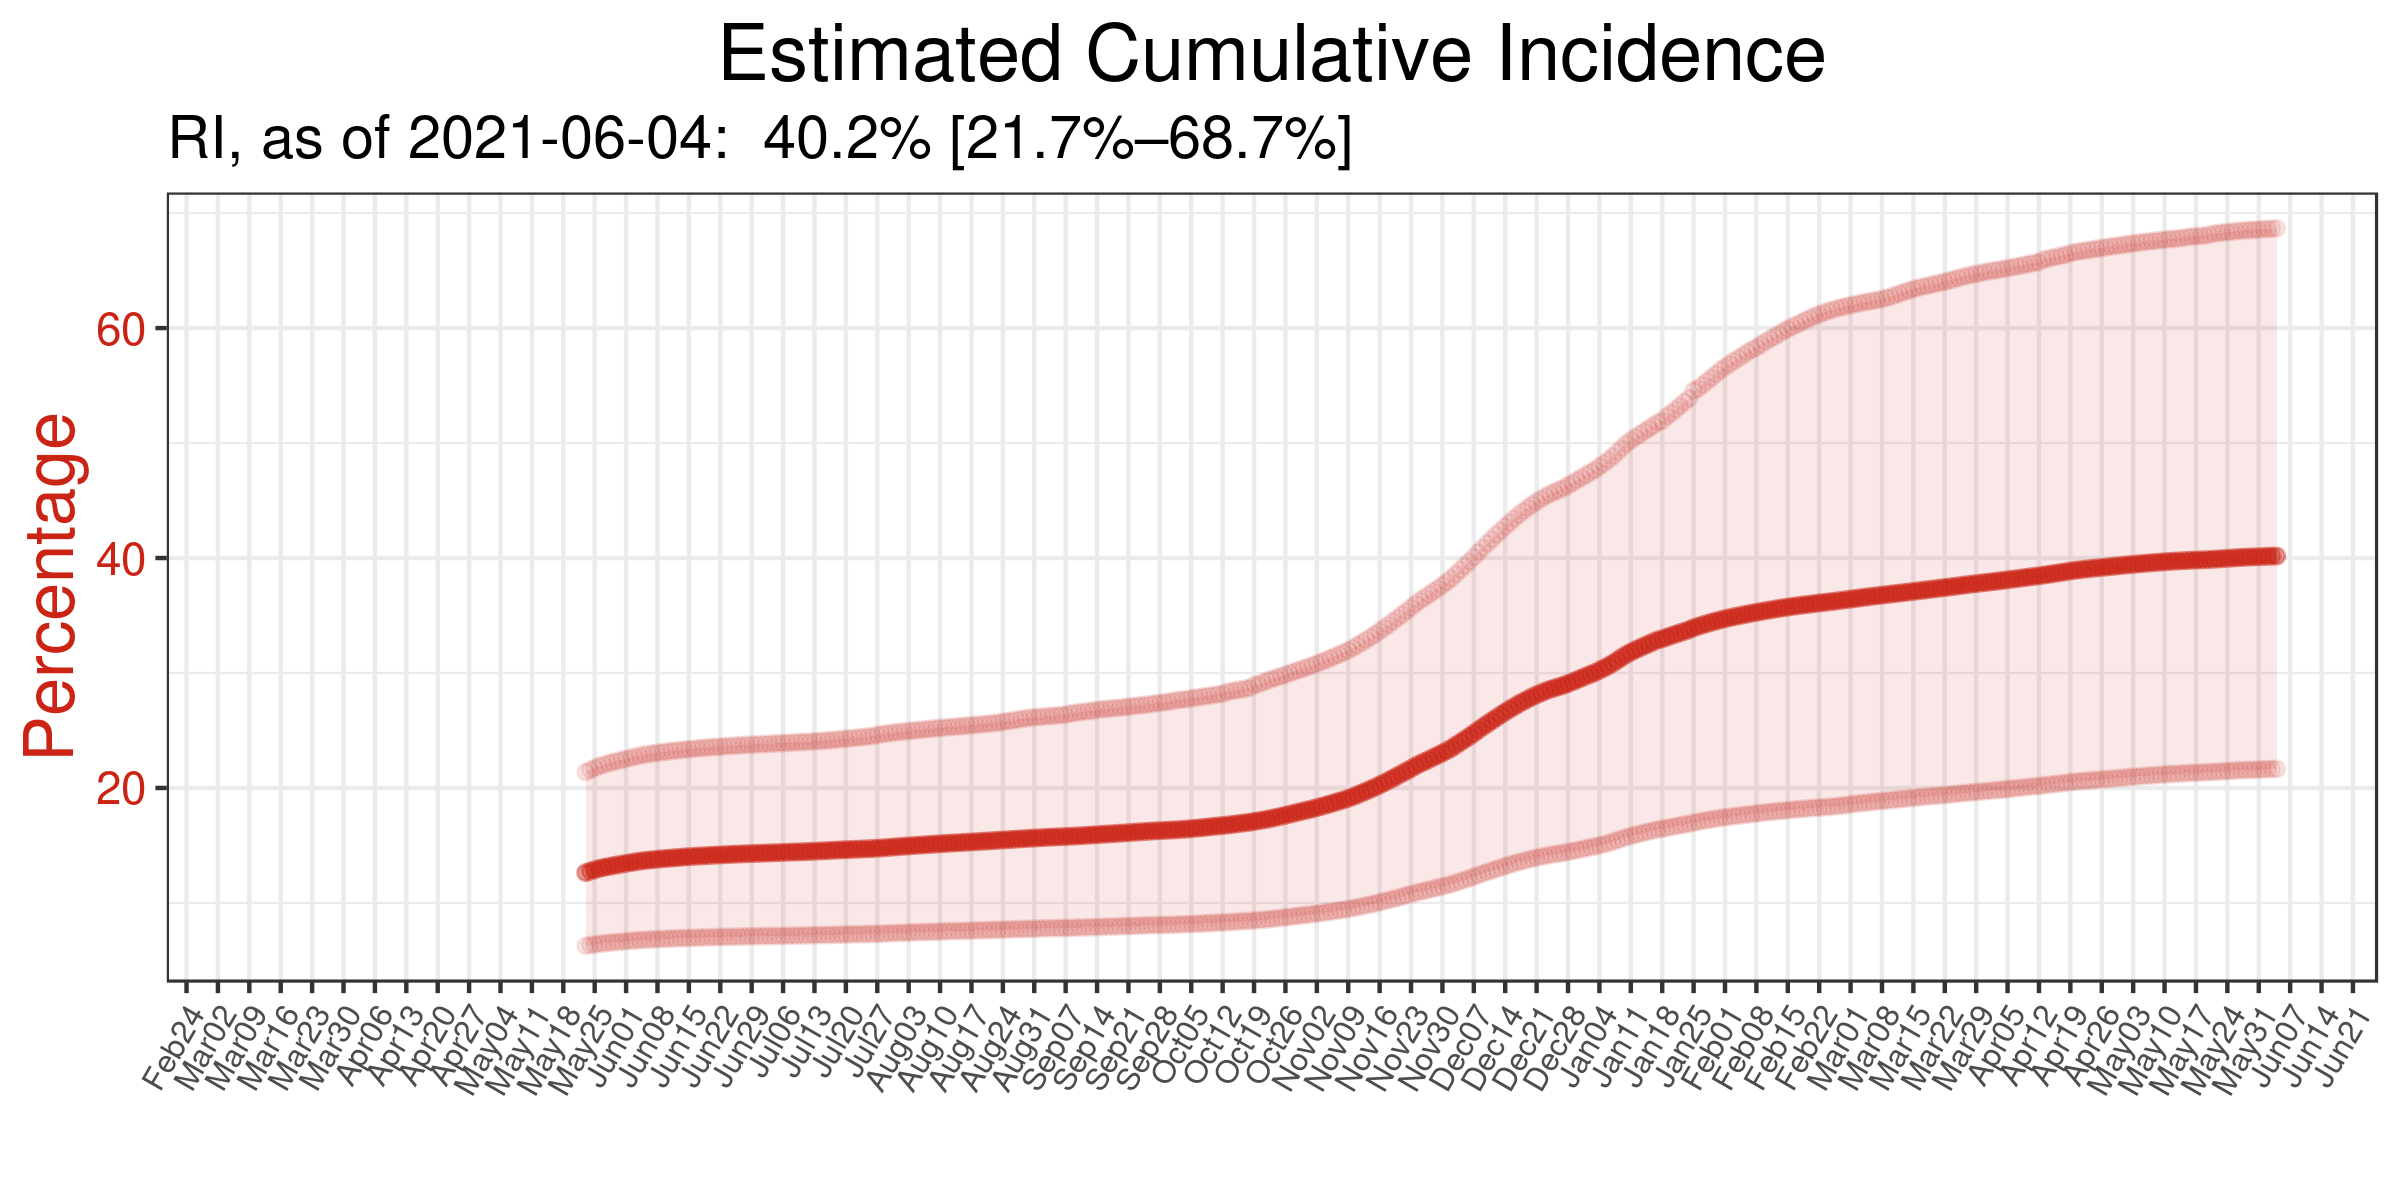 Estimated Cumulative Incidence
RI, as of 2021-06-04:  40.2% [21.7%–68.7%]
Percentage
60
40
20
Feb24
Mar02
Mar09
Mar16
Mar23
Mar30
Apr06
Apr13
Apr20
Apr27
May04
May11
May18
May25
Jun01
Jun08
Jun15
Jun22
Jun29
Jul06
Jul13
Jul20
Jul27
Aug03
Aug10
Aug17
Aug24
Aug31
Sep07
Sep14
Sep21
Sep28
Oct05
Oct12
Oct19
Oct26
Nov02
Nov09
Nov16
Nov23
Nov30
Dec07
Dec14
Dec21
Dec28
Jan04
Jan11
Jan18
Jan25
Feb01
Feb08
Feb15
Feb22
Mar01
Mar08
Mar15
Mar22
Mar29
Apr05
Apr12
Apr19
Apr26
May03
May10
May17
May24
May31
Jun07
Jun14
Jun21